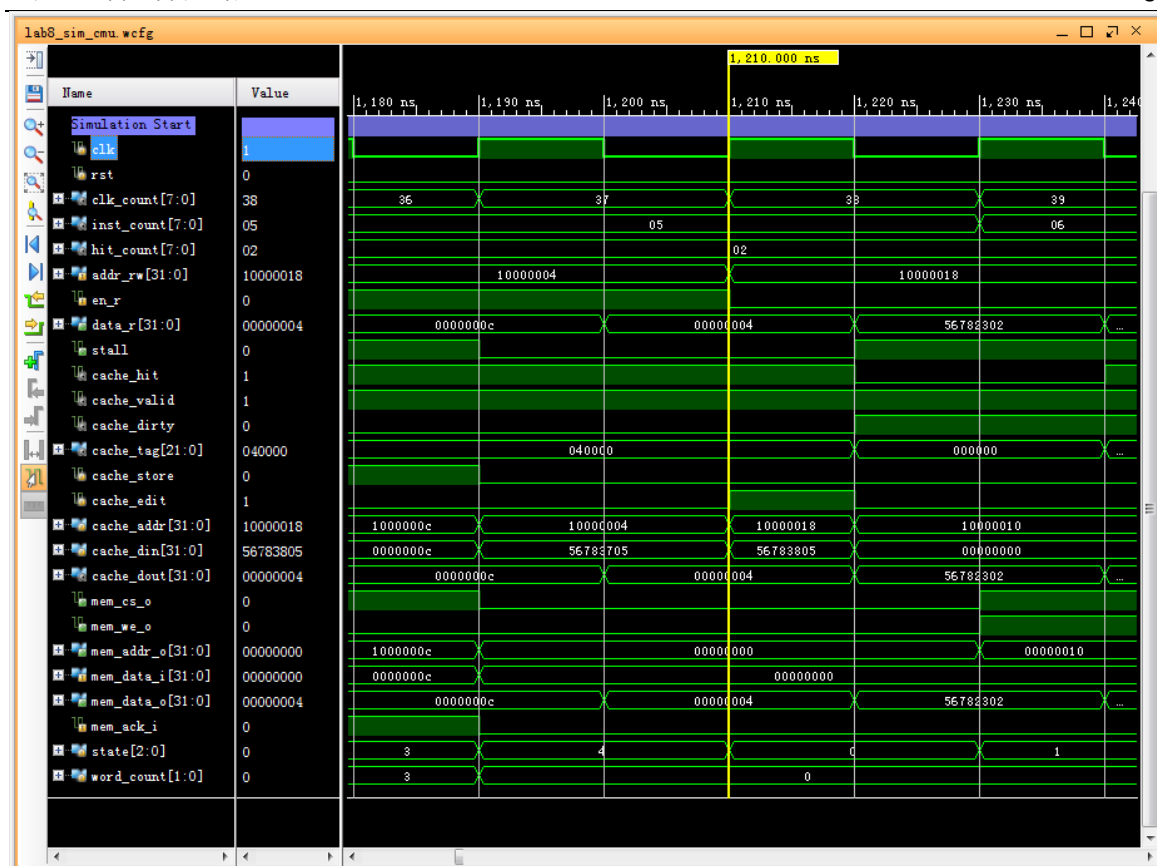 lab8_sim_cmu.wcfg
1,210.000 ns
Name Value 1,180 ns 1,190 ns 1,200 ns 1,210 ns 1,220 ns 1,230 ns 1,240
Simulation Start
clk 1
rst 0
clk_count[7:0] 38 36 37 38 39
inst_count[7:0] 05 05 06
hit_count[7:0] 02 02
addr_rw[31:0] 10000018 10000004 10000018
en_r 0
data_r[31:0] 00000004 0000000c 00000004 56782302 ...
stall 0
cache_hit 1
cache_valid 1
cache_dirty 0
cache_tag[21:0] 040000 040000 000000 ...
cache_store 0
cache_edit 1
cache_addr[31:0] 10000018 1000000c 10000004 10000018 10000010
cache_din[31:0] 56783805 0000000c 56783705 56783805 00000000
cache_dout[31:0] 00000004 0000000c 00000004 56782302 ...
mem_cs_o 0
mem_we_o 0
mem_addr_o[31:0] 00000000 1000000c 00000000 00000010
mem_data_i[31:0] 00000000 0000000c 00000000
mem_data_o[31:0] 00000004 0000000c 00000004 56782302 ...
mem_ack_i 0
state[2:0] 0 3 4 0 1
word_count[1:0] 0 3 0